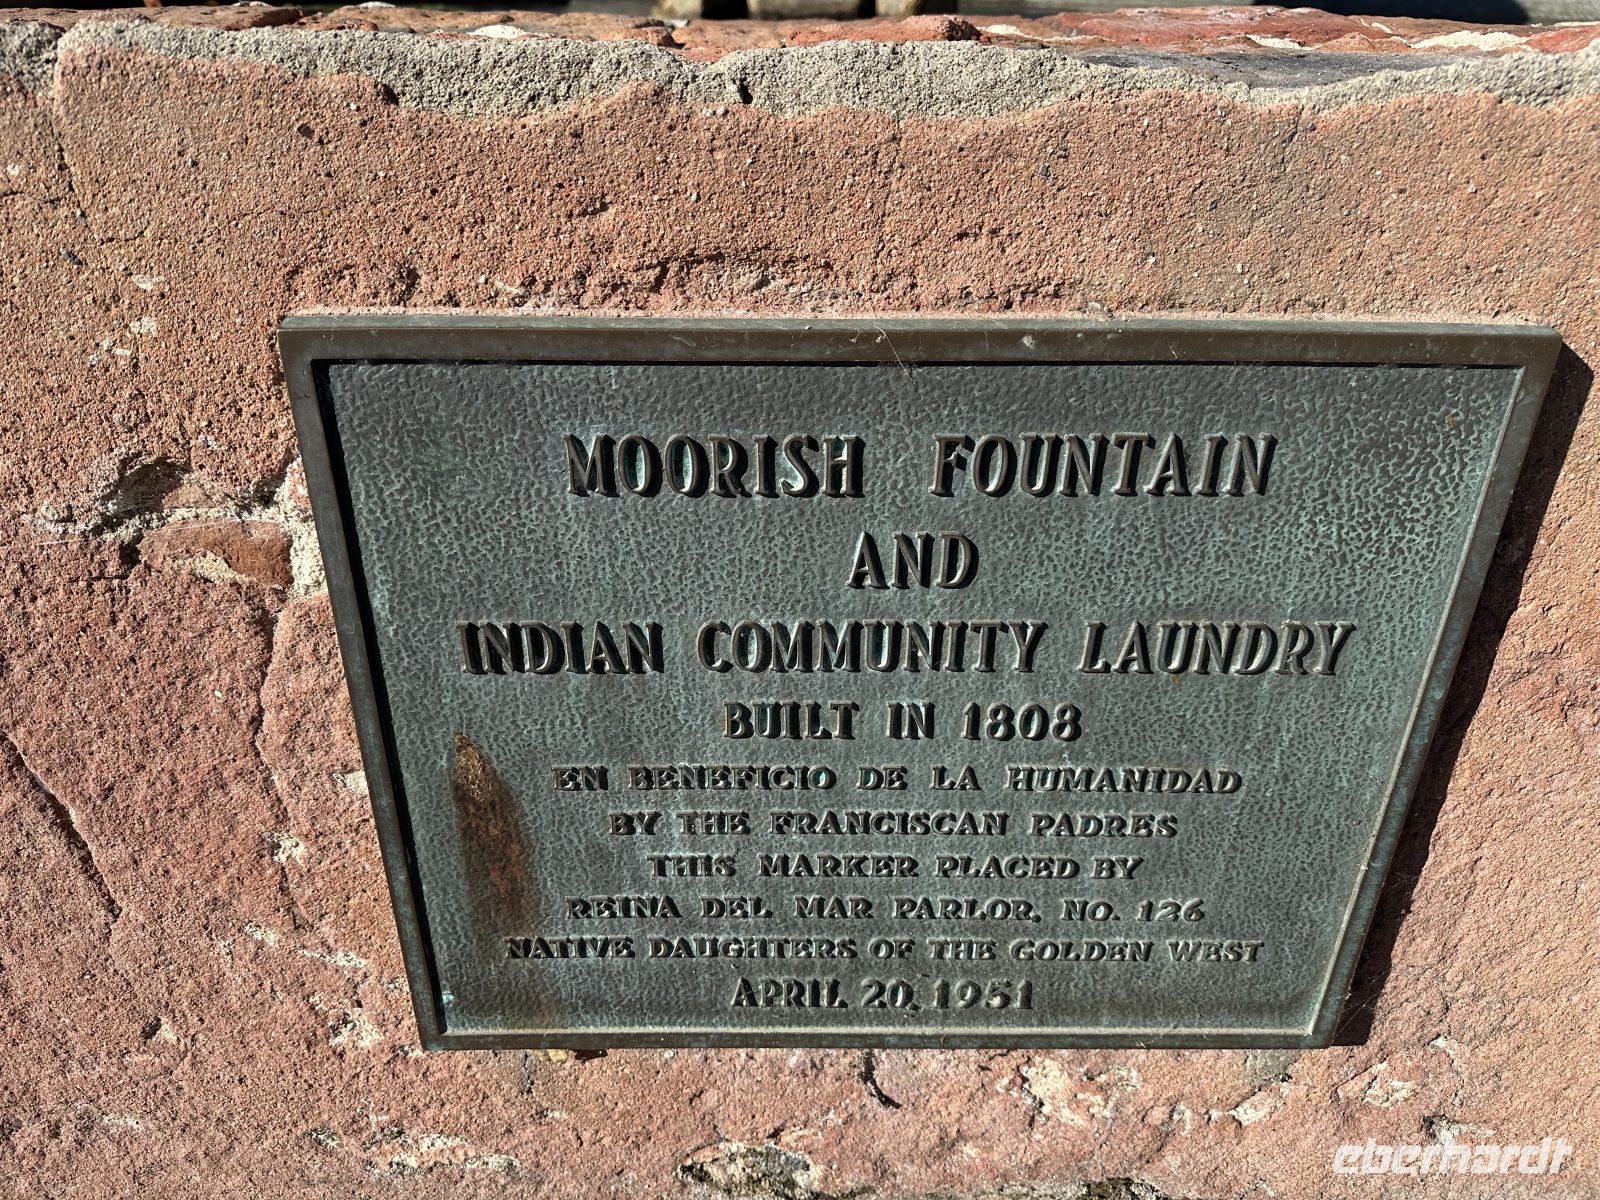 MOORISH FOUNTAIN
AND
INDIAN COMMUNITY LAUNDRY
BUILT IN 1808
EN BENEFICIO DE LA HUMANIDAD
BY THE FRANCISCAN PADRES
THIS MARKER PLACED BY
REINA DEL MAR PARLOR, NO. 126
NATIVE DAUGHTERS OF THE GOLDEN WEST
APRIL 20, 1951
eberhardt